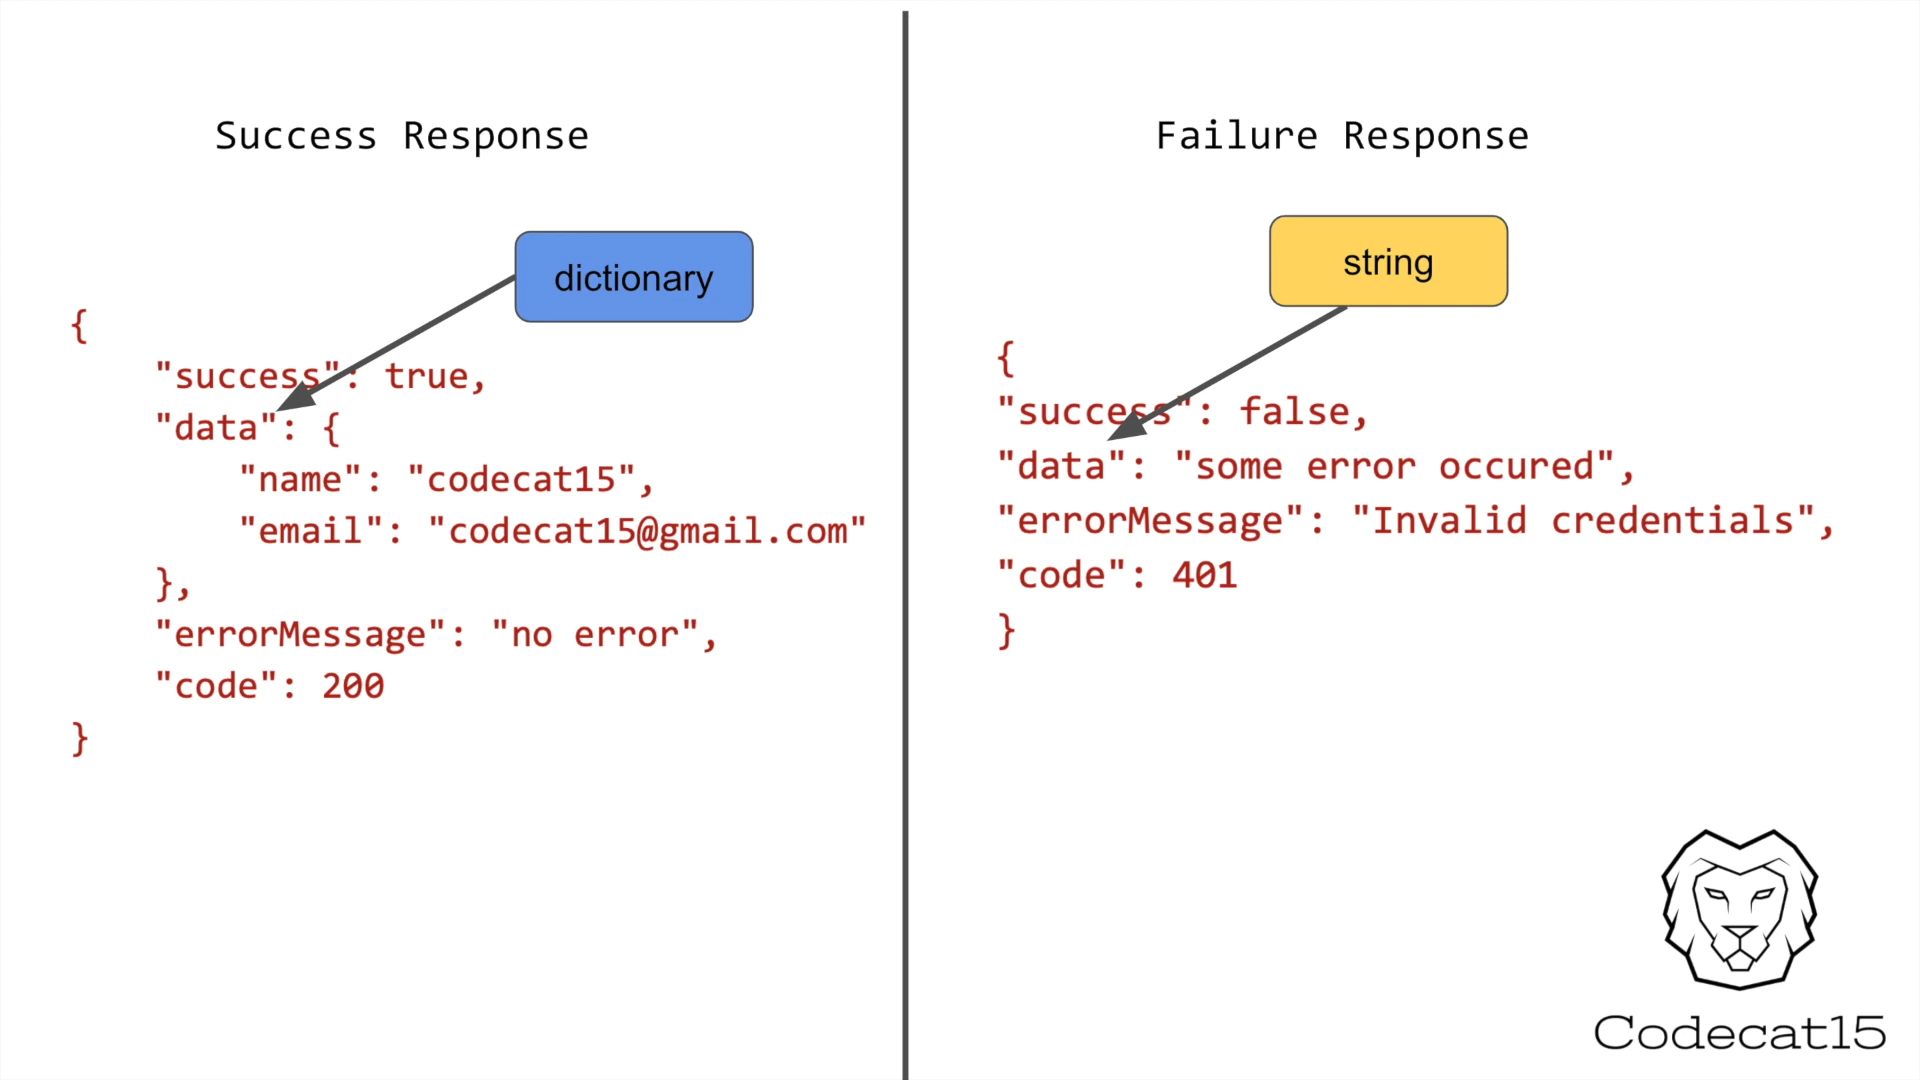 Success Response
dictionary
{
"success": true,
"data": {
"name": "codecat15",
"email": "codecat15@gmail.com"
},
"errorMessage": "no error",
"code": 200
}
Failure Response
string
{
"success": false,
"data": "some error occured",
"errorMessage": "Invalid credentials",
"code": 401
}
Codecat15